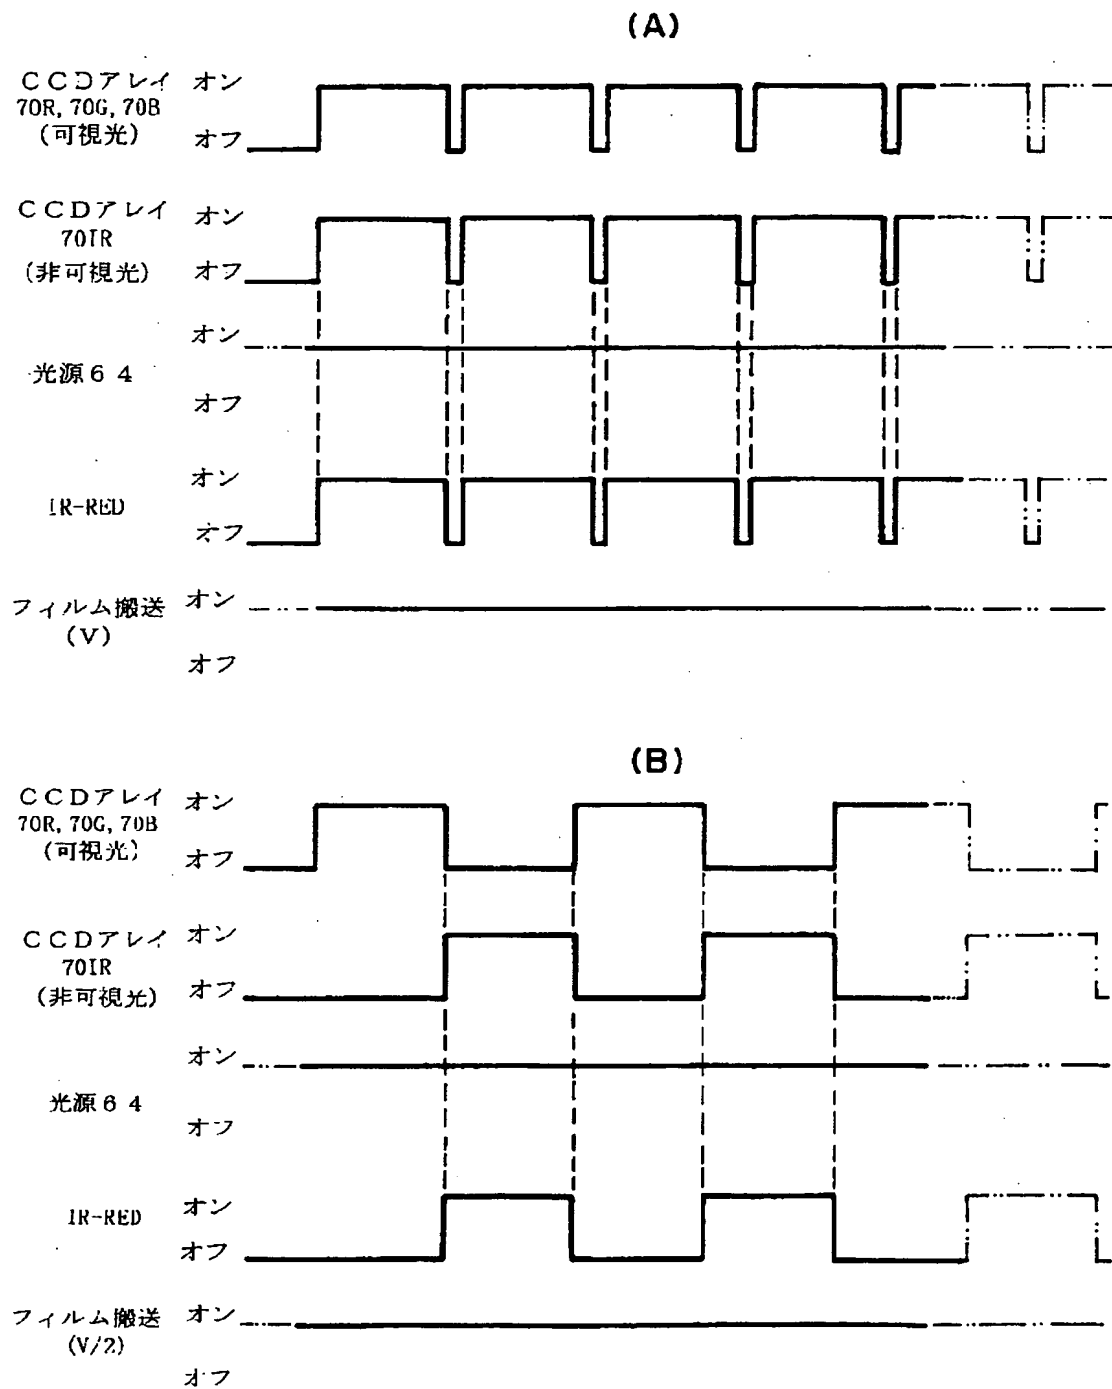 (A)
CCDアレイ オン
70R, 70G, 70B
(可視光) オフ
CCDアレイ オン
70IR
(非可視光) オフ
オン
光源64
オフ
オン
IR-RED
オフ
フィルム搬送 オン
(V)
オフ
(B)
CCDアレイ オン
70R, 70G, 70B
(可視光) オフ
CCDアレイ オン
70IR
(非可視光) オフ
オン
光源64
オフ
オン
IR-RED
オフ
フィルム搬送 オン
(V/2)
オフ